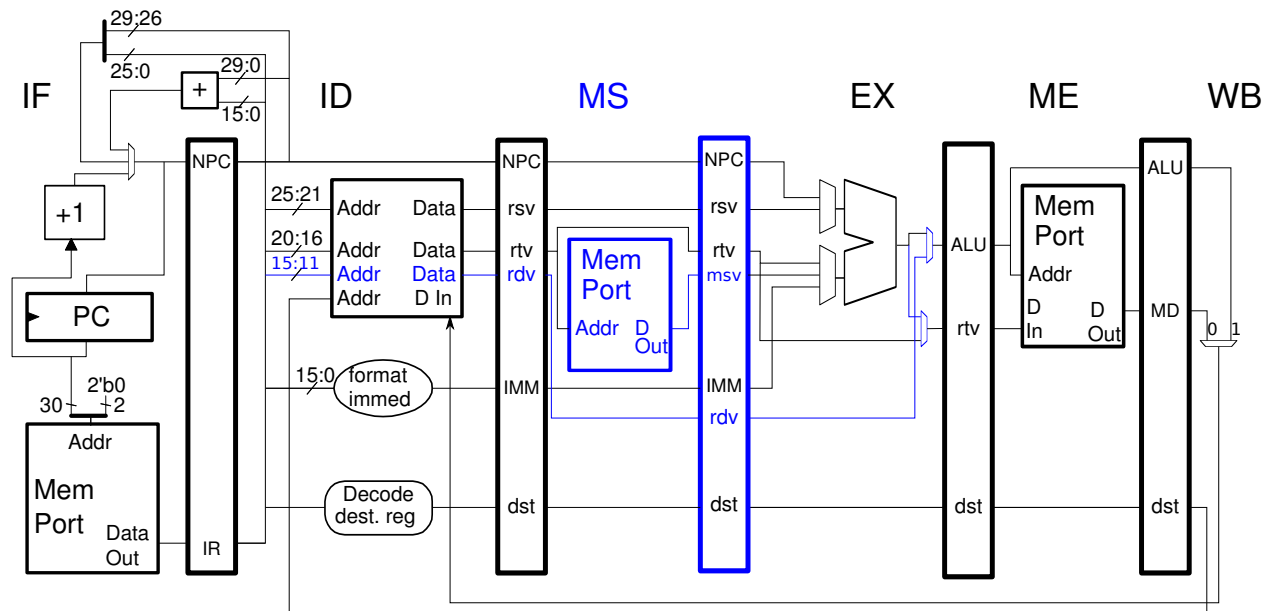 29:26
25:0
29:0
+
15:0
IF
ID
MS
EX
ME
WB
NPC
NPC
NPC
ALU
+1
25:21
Addr
Data
rsv
rsv
20:16
Addr
Data
rtv
rtv
ALU
15:11
Addr
Data
rdv
msv
Addr
D In
Mem
Port
Addr
D
Out
Mem
Port
Addr
D
In
D
Out
MD
PC
rtv
0
1
15:0
format
immed
IMM
IMM
2'b0
30
2
rdv
Addr
Mem
Port
Data
Out
IR
Decode
dest. reg
dst
dst
dst
dst